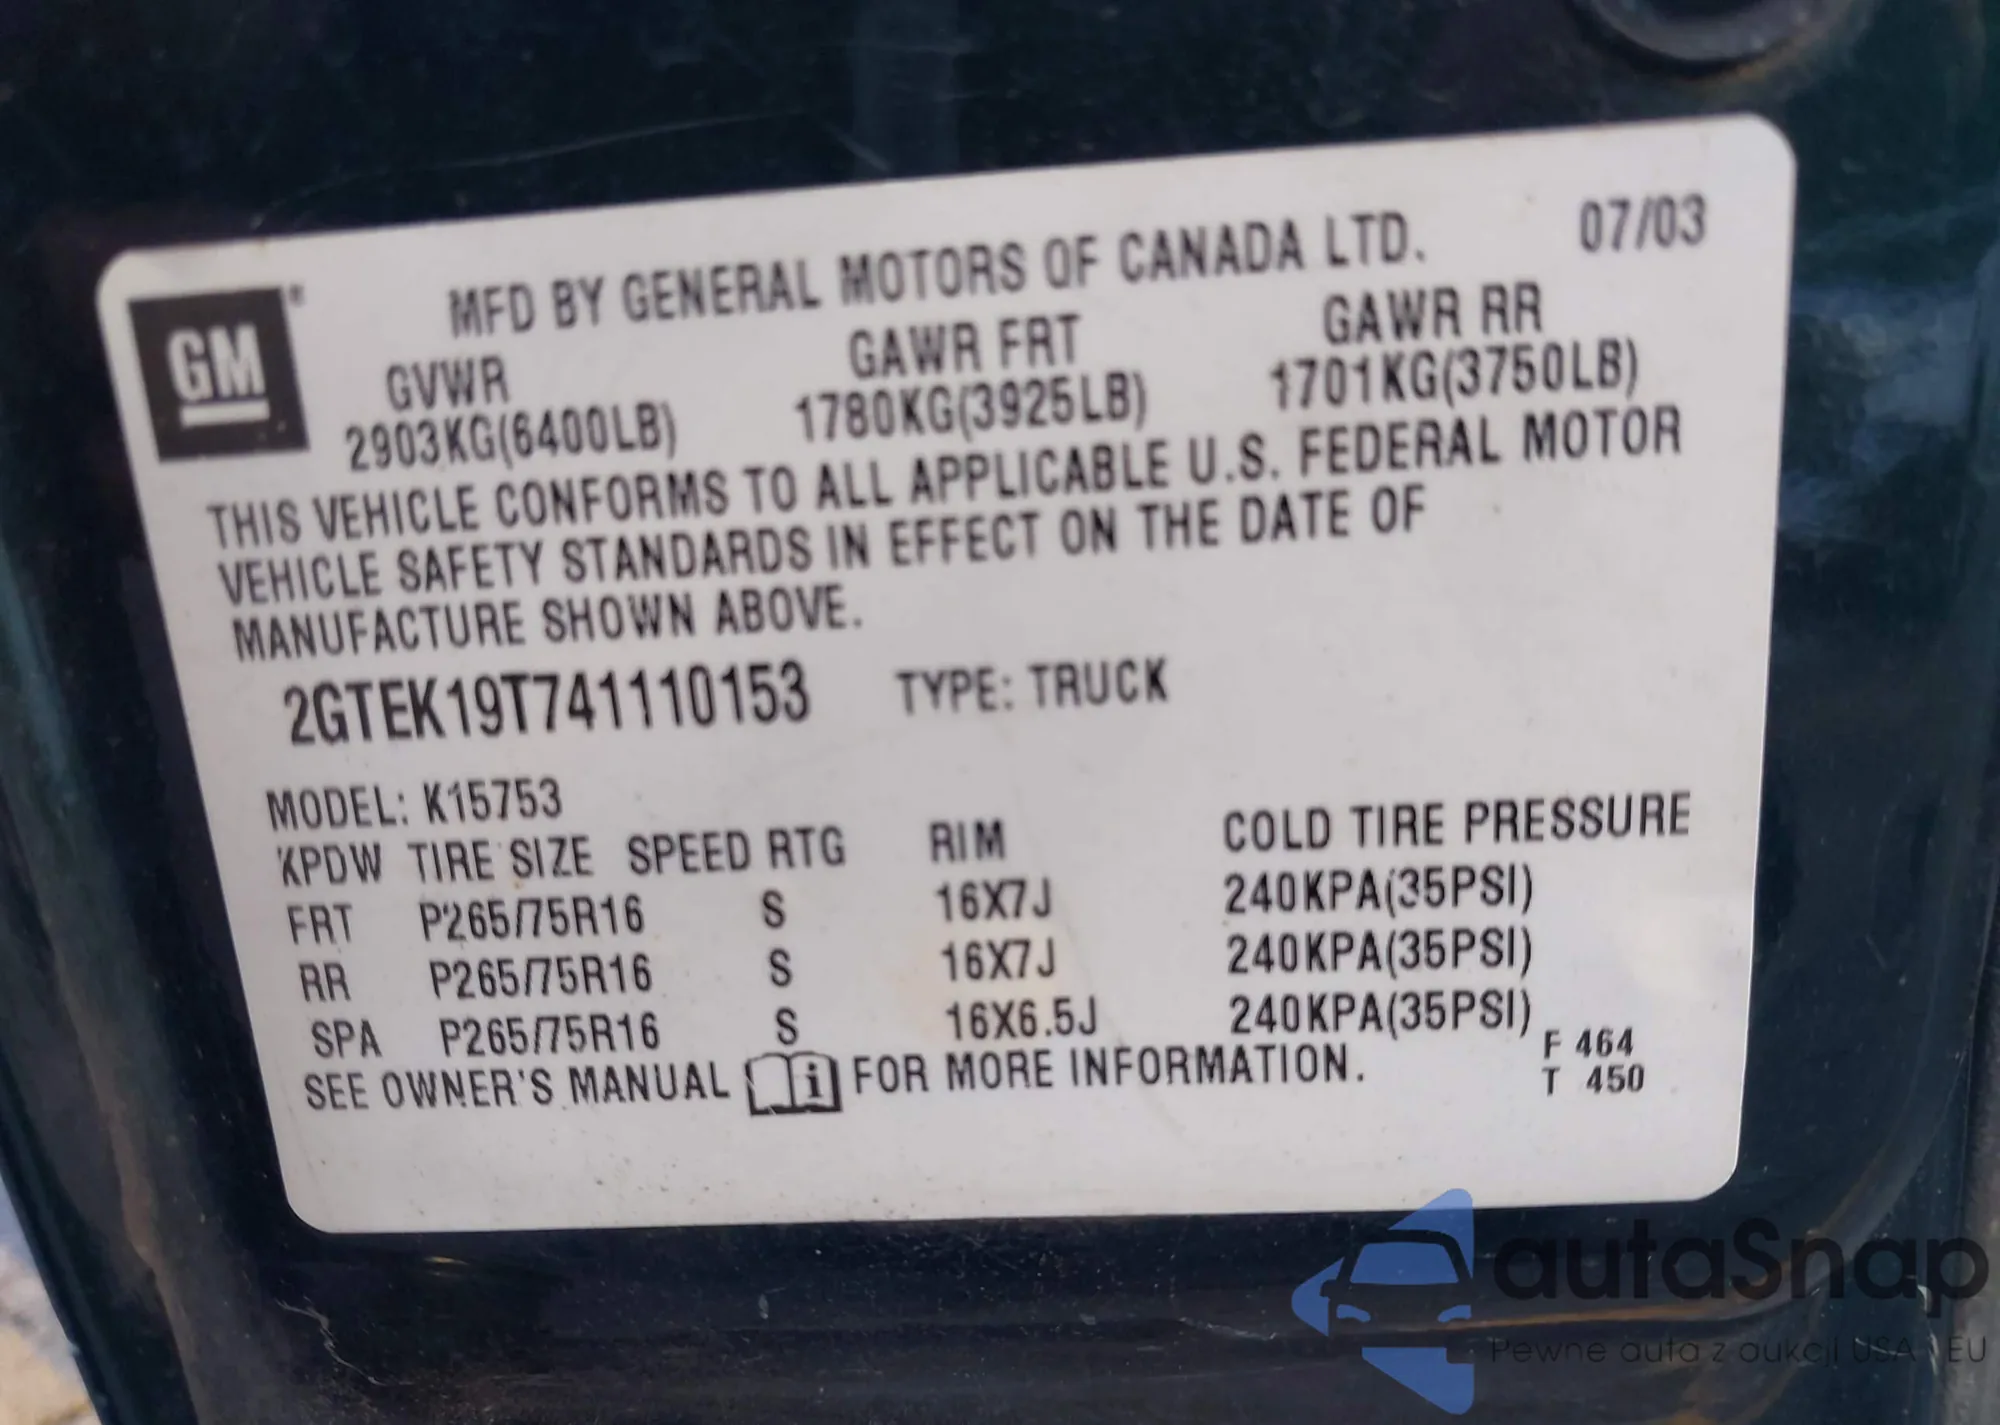 MFD BY GENERAL MOTORS OF CANADA LTD. 07/03
GM®
GVWR GAWR FRT GAWR RR
2903KG(6400LB) 1780KG(3925LB) 1701KG(3750LB)
THIS VEHICLE CONFORMS TO ALL APPLICABLE U.S. FEDERAL MOTOR
VEHICLE SAFETY STANDARDS IN EFFECT ON THE DATE OF
MANUFACTURE SHOWN ABOVE.
2GTEK19T741110153 TYPE: TRUCK
MODEL: K15753
KPDW TIRE SIZE SPEED RTG RIM COLD TIRE PRESSURE
FRT P265/75R16 S 16X7J 240KPA(35PSI)
RR P265/75R16 S 16X7J 240KPA(35PSI)
SPA P265/75R16 S 16X6.5J 240KPA(35PSI)
F 464
SEE OWNER'S MANUAL i FOR MORE INFORMATION. T 450
autaSnap
Pewne auta z aukcji USA i EU